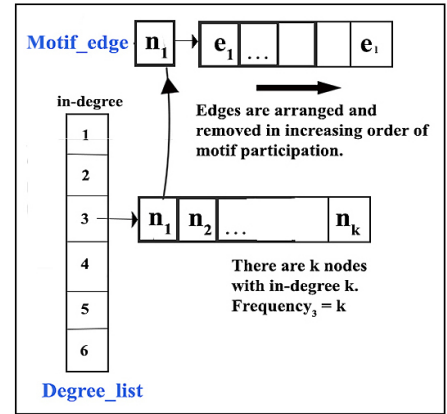 Motif_edge n1 e1 ... e1
Edges are arranged and
removed in increasing order of
motif participation.
in-degree
1
2
3 n1 n2 ... nk
4
5
6
There are k nodes
with in-degree k.
Frequency3 = k
Degree_list